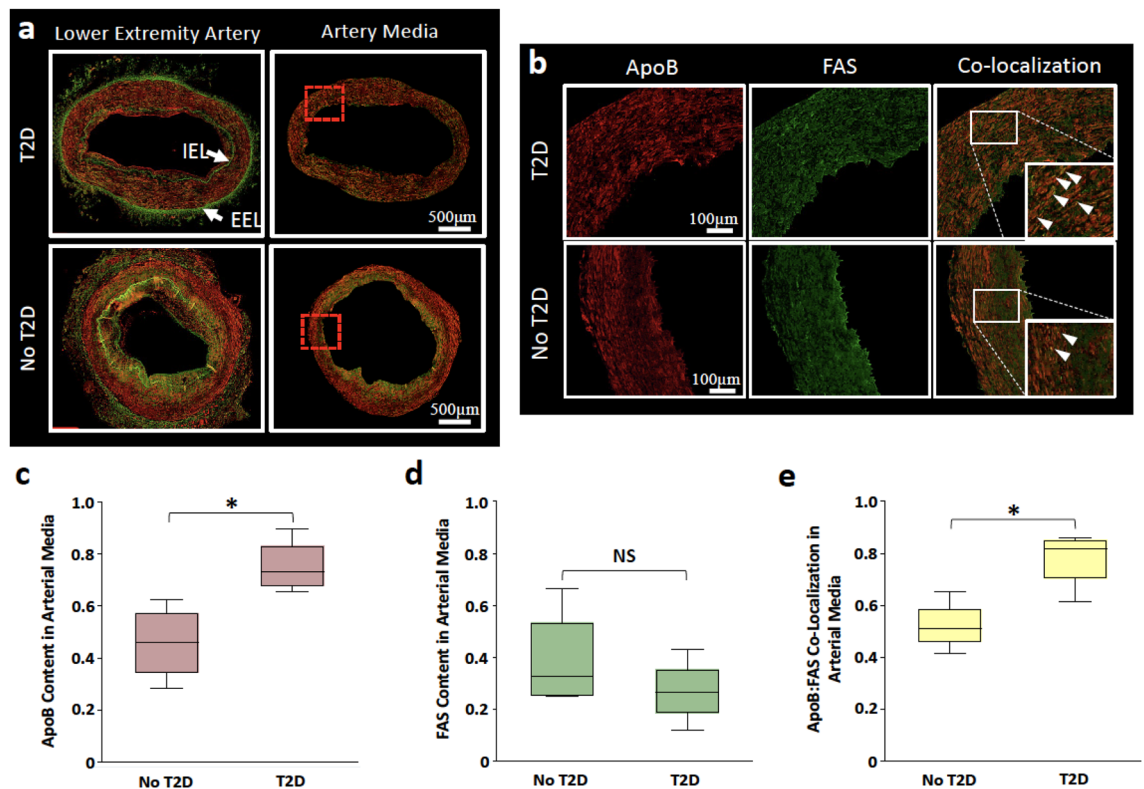 a
Lower Extremity Artery
Artery Media
T2D
IEL
EEL
500μm
No T2D
500μm
b
ApoB
FAS
Co-localization
T2D
100μm
No T2D
100μm
c
ApoB Content in Arterial Media
1.0
0.8
0.6
0.4
0.2
0
*
No T2D
T2D
d
FAS Content in Arterial Media
1.0
0.8
0.6
0.4
0.2
0
NS
No T2D
T2D
e
ApoB:FAS Co-Localization in
Arterial Media
1.0
0.8
0.6
0.4
0.2
0
*
No T2D
T2D